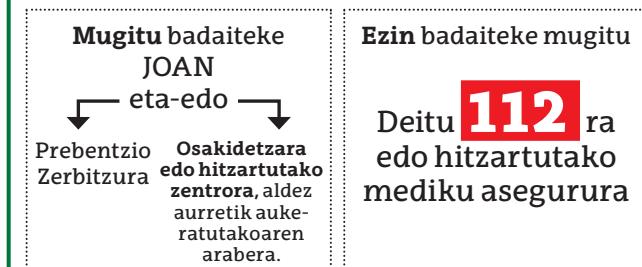 Mugitu badaiteke
JOAN
eta-edo
Prebentzio
Zerbitzura
Osakidetzara
edo hitzartutako
zentrora, aldez
aurretik auke-
ratutakoaren
arabera.
Ezin badaiteke mugitu
Deitu 112 ra
edo hitzartutako
mediku asegurura